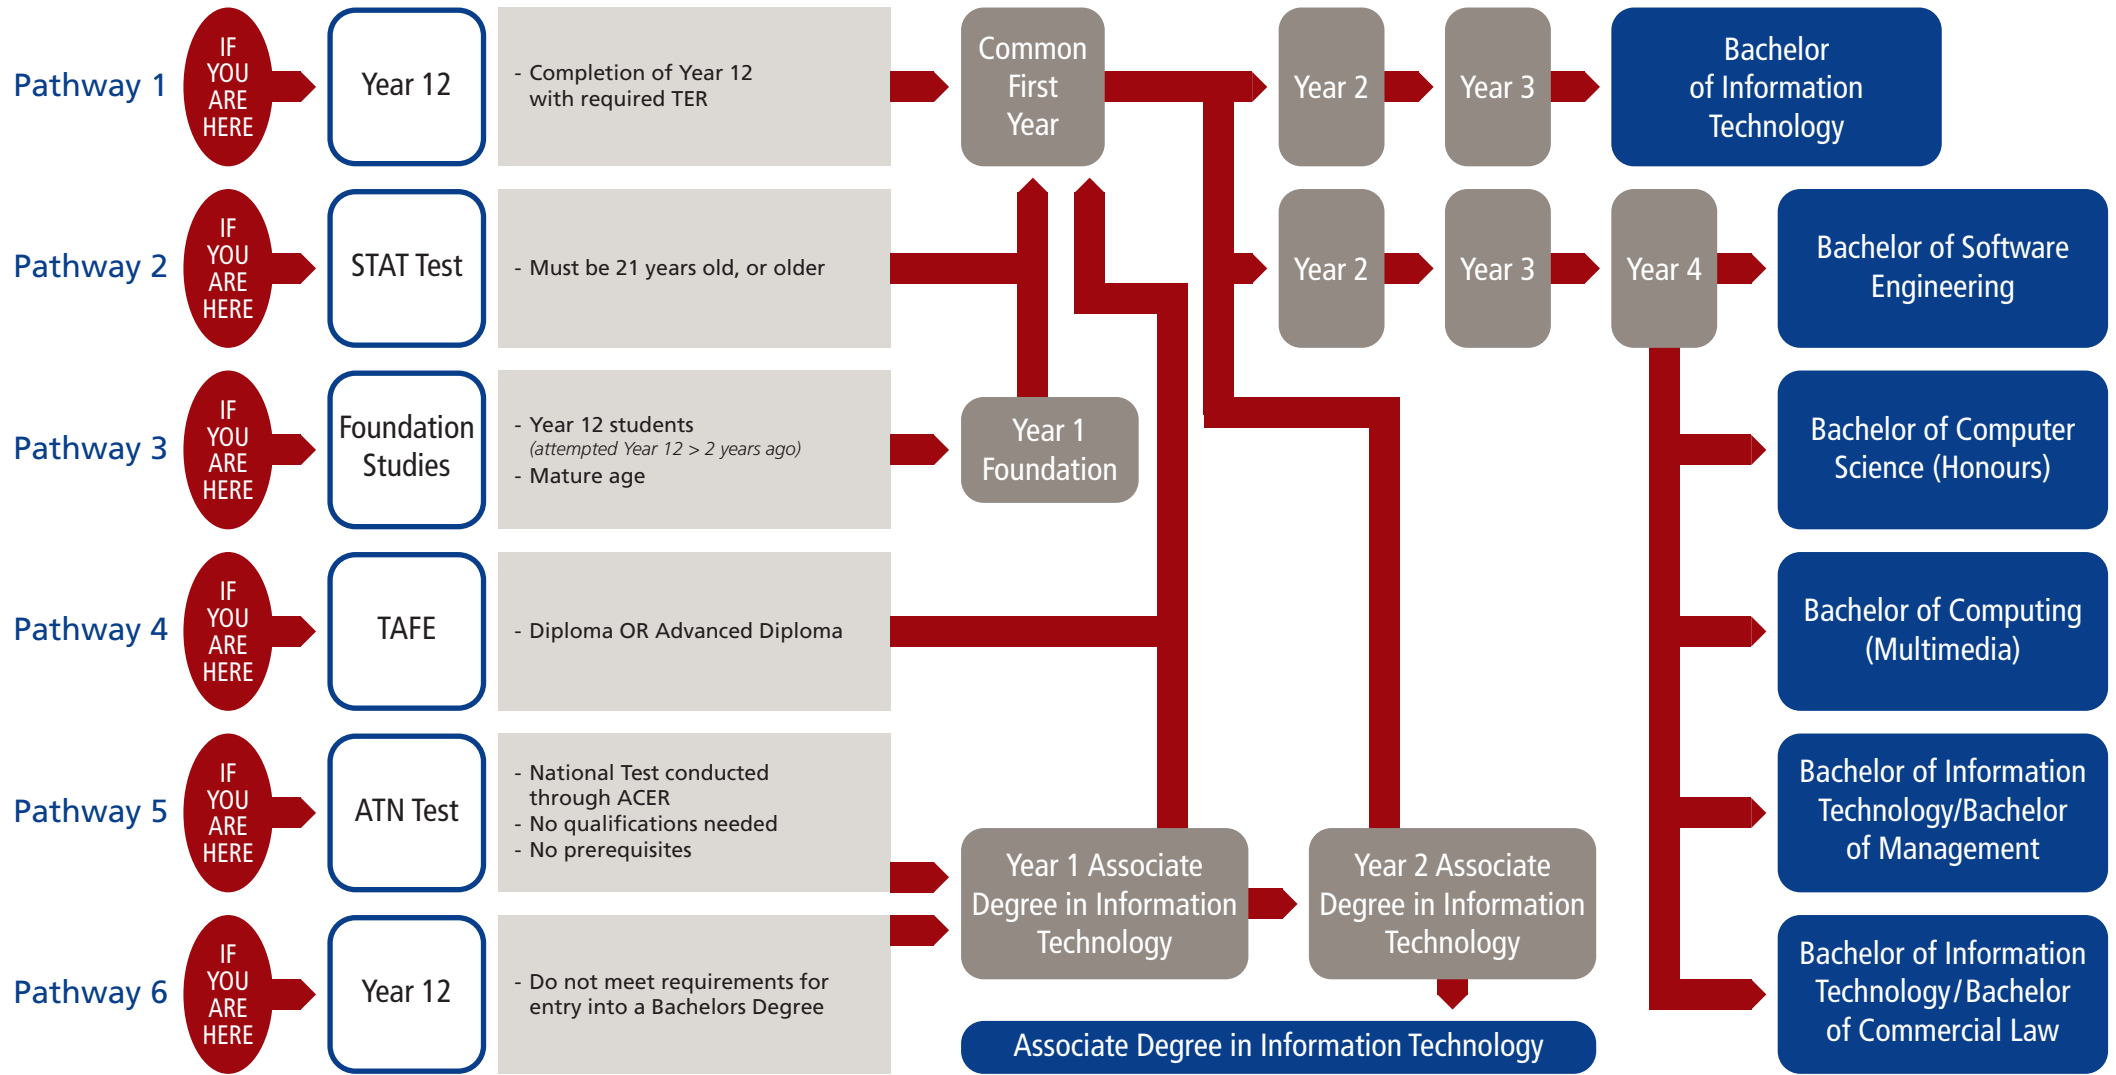 Pathway 1
IF
YOU
ARE
HERE
Year 12
- Completion of Year 12
with required TER
Common
First
Year
Year 2
Year 3
Bachelor
of Information
Technology
Pathway 2
IF
YOU
ARE
HERE
STAT Test
- Must be 21 years old, or older
Year 2
Year 3
Year 4
Bachelor of Software
Engineering
Pathway 3
IF
YOU
ARE
HERE
Foundation
Studies
- Year 12 students
(attempted Year 12 > 2 years ago)
- Mature age
Year 1
Foundation
Bachelor of Computer
Science (Honours)
Pathway 4
IF
YOU
ARE
HERE
TAFE
- Diploma OR Advanced Diploma
Bachelor of Computing
(Multimedia)
Pathway 5
IF
YOU
ARE
HERE
ATN Test
- National Test conducted
through ACER
- No qualifications needed
- No prerequisites
Year 1 Associate
Degree in Information
Technology
Year 2 Associate
Degree in Information
Technology
Bachelor of Information
Technology/Bachelor
of Management
Pathway 6
IF
YOU
ARE
HERE
Year 12
- Do not meet requirements for
entry into a Bachelors Degree
Associate Degree in Information Technology
Bachelor of Information
Technology/Bachelor
of Commercial Law